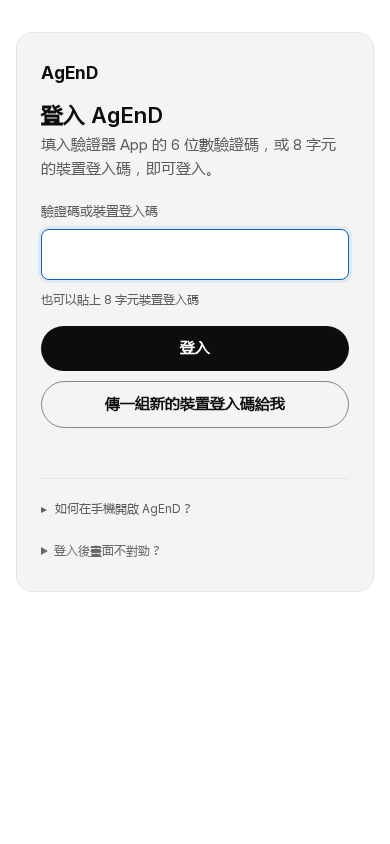 AgEnD
登入 AgEnD
填入驗證器 App 的 6 位數驗證碼，或 8 字元
的裝置登入碼，即可登入。
驗證碼或裝置登入碼
也可以貼上 8 字元裝置登入碼
登入
傳一組新的裝置登入碼給我
▸ 如何在手機開啟 AgEnD？
▶ 登入後畫面不對勁？